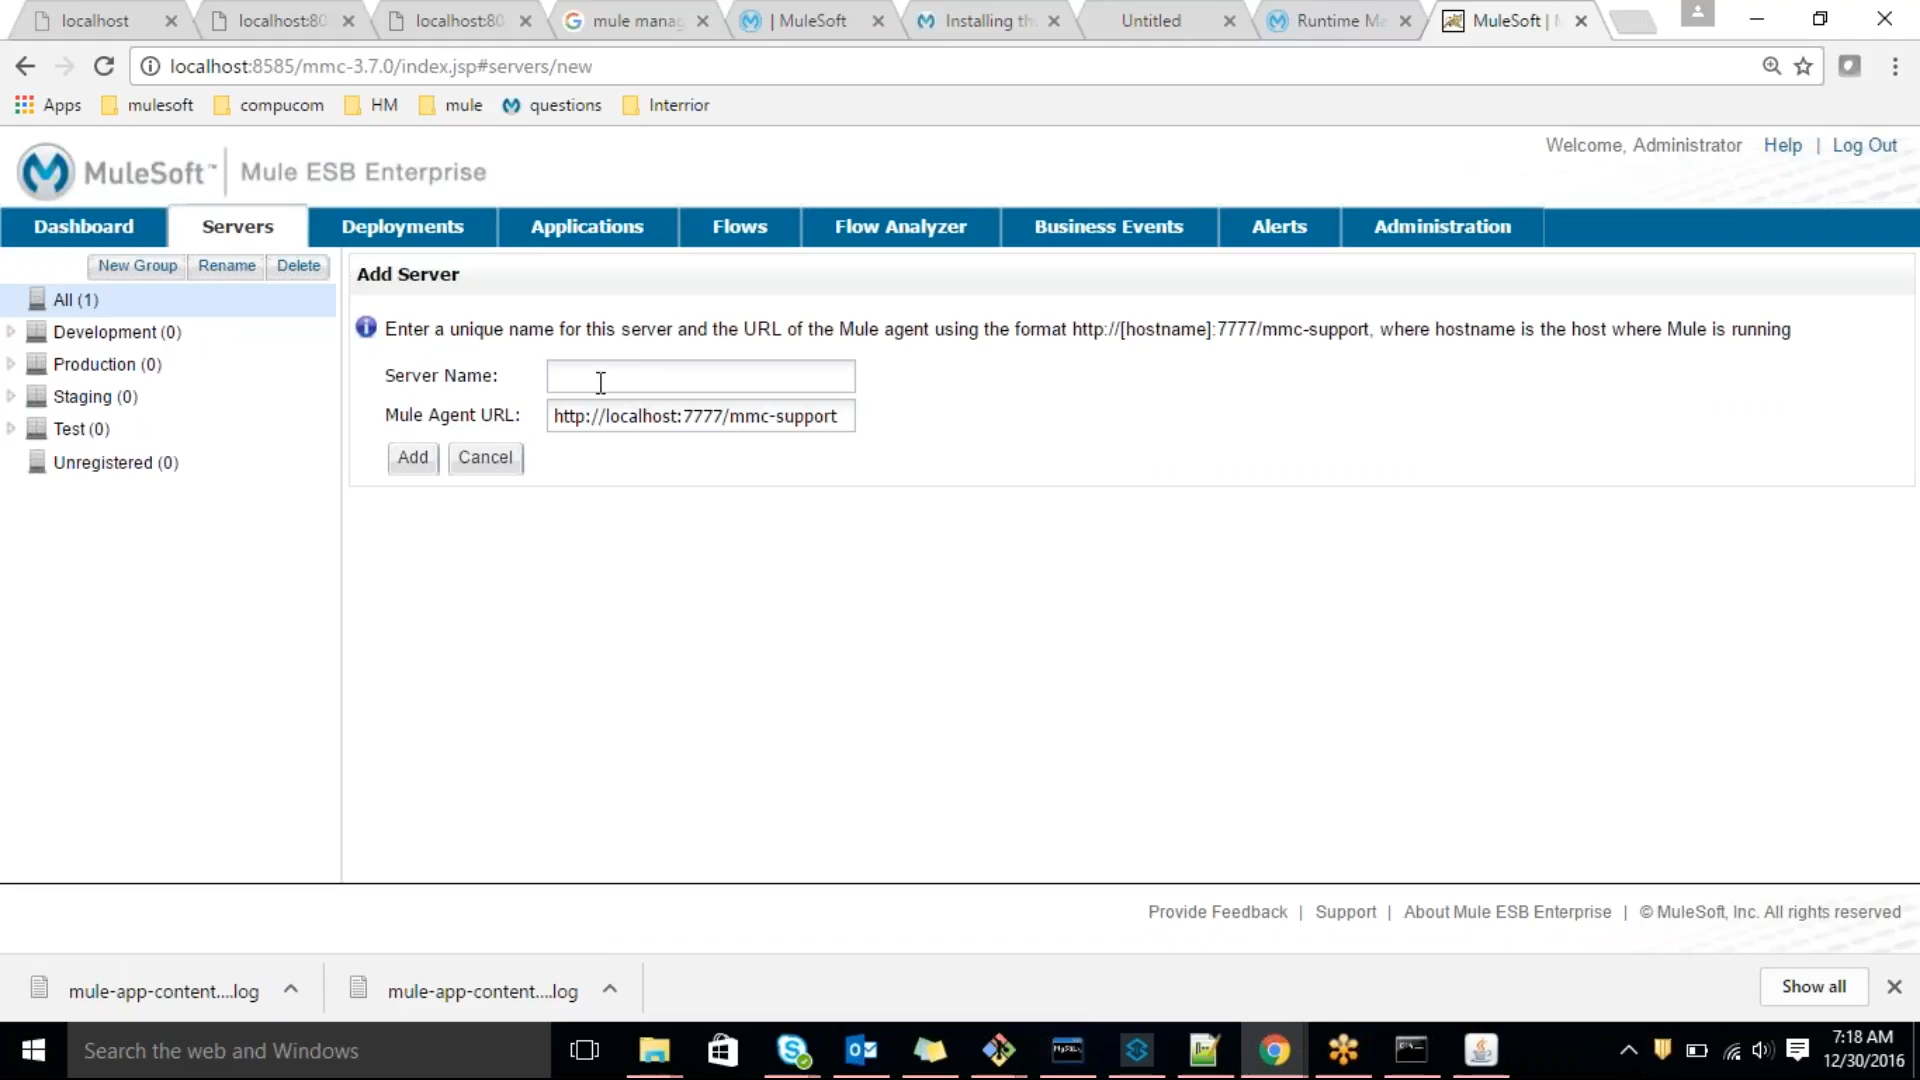 localhost
localhost:80
localhost:80
mule manag
| MuleSoft
Installing th
Untitled
Runtime Ma
MuleSoft |
localhost:8585/mmc-3.7.0/index.jsp#servers/new
Apps mulesoft compucom HM mule questions Interrior
Welcome, Administrator Help | Log Out
MuleSoft™ | Mule ESB Enterprise
Dashboard Servers Deployments Applications Flows Flow Analyzer Business Events Alerts Administration
New Group Rename Delete
All (1)
Development (0)
Production (0)
Staging (0)
Test (0)
Unregistered (0)
Add Server
Enter a unique name for this server and the URL of the Mule agent using the format http://[hostname]:7777/mmc-support, where hostname is the host where Mule is running
Server Name:
Mule Agent URL: http://localhost:7777/mmc-support
Add Cancel
Provide Feedback | Support | About Mule ESB Enterprise | © MuleSoft, Inc. All rights reserved
mule-app-content....log
mule-app-content....log
Show all
Search the web and Windows
7:18 AM
12/30/2016